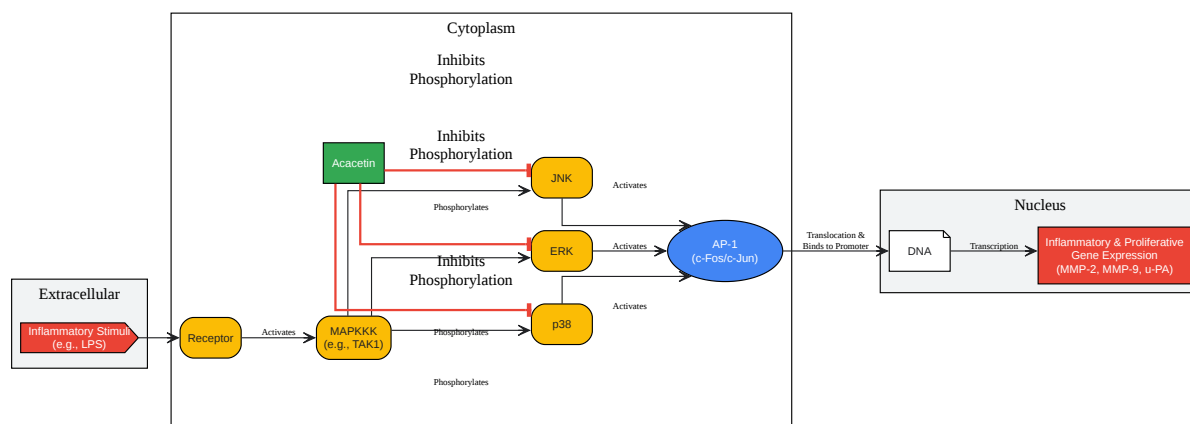 Cytoplasm
Inhibits
Phosphorylation
Inhibits
Phosphorylation
Acacetin
JNK
Activates
Phosphorylates
Nucleus
Translocation &
Binds to Promoter
AP-1
(c-Fos/c-Jun)
ERK
Activates
DNA
Transcription
Inflammatory & Proliferative
Gene Expression
(MMP-2, MMP-9, u-PA)
Inhibits
Phosphorylation
Extracellular
Activates
p38
Inflammatory Stimuli
(e.g., LPS)
Receptor
Activates
MAPKKK
(e.g., TAK1)
Phosphorylates
Phosphorylates